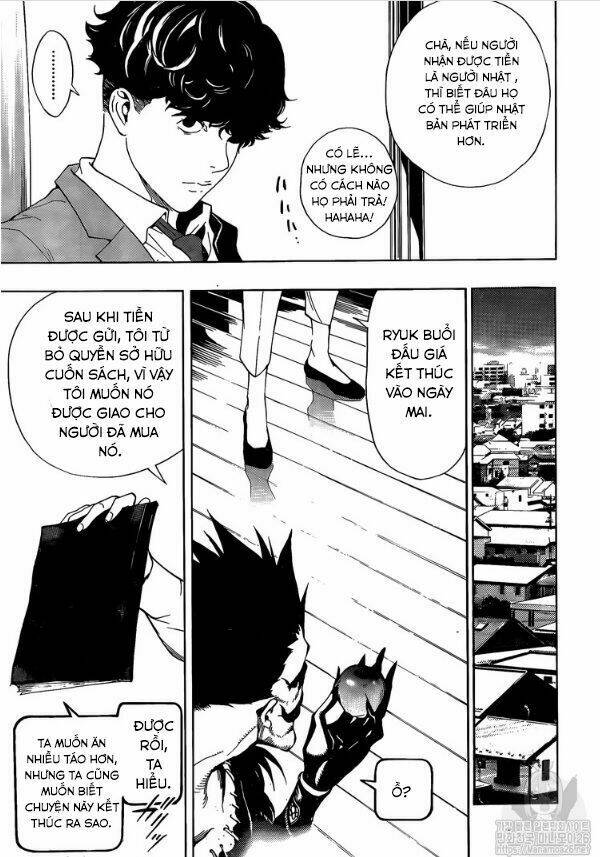 CHÀ, NẾU NGƯỜI
NHẬN ĐƯỢC TIỀN
LÀ NGƯỜI NHẬT,
THÌ BIẾT ĐÂU HỌ
CÓ THỂ GIÚP NHẬT
BẢN PHÁT TRIỂN
HƠN.
CÓ LẼ...
NHƯNG KHÔNG
CÓ CÁCH NÀO
HỌ PHẢI TRẢ!
HAHAHA!
.........
RYUK BUỔI
ĐẤU GIÁ
KẾT THÚC
VÀO NGÀY
MAI.
Ồ?
SAU KHI TIỀN
ĐƯỢC GỬI, TÔI TỪ
BỎ QUYỀN SỞ HỮU
CUỐN SÁCH, VÌ VẬY
TÔI MUỐN NÓ
ĐƯỢC GIAO CHO
NGƯỜI ĐÃ MUA
NÓ.
ĐƯỢC
RỒI,
TA
HIỂU.
TA MUỐN ĂN
NHIỀU TÁO HƠN,
NHƯNG TA CŨNG
MUỐN BIẾT
CHUYỆN NÀY KẾT
THÚC RA SAO.